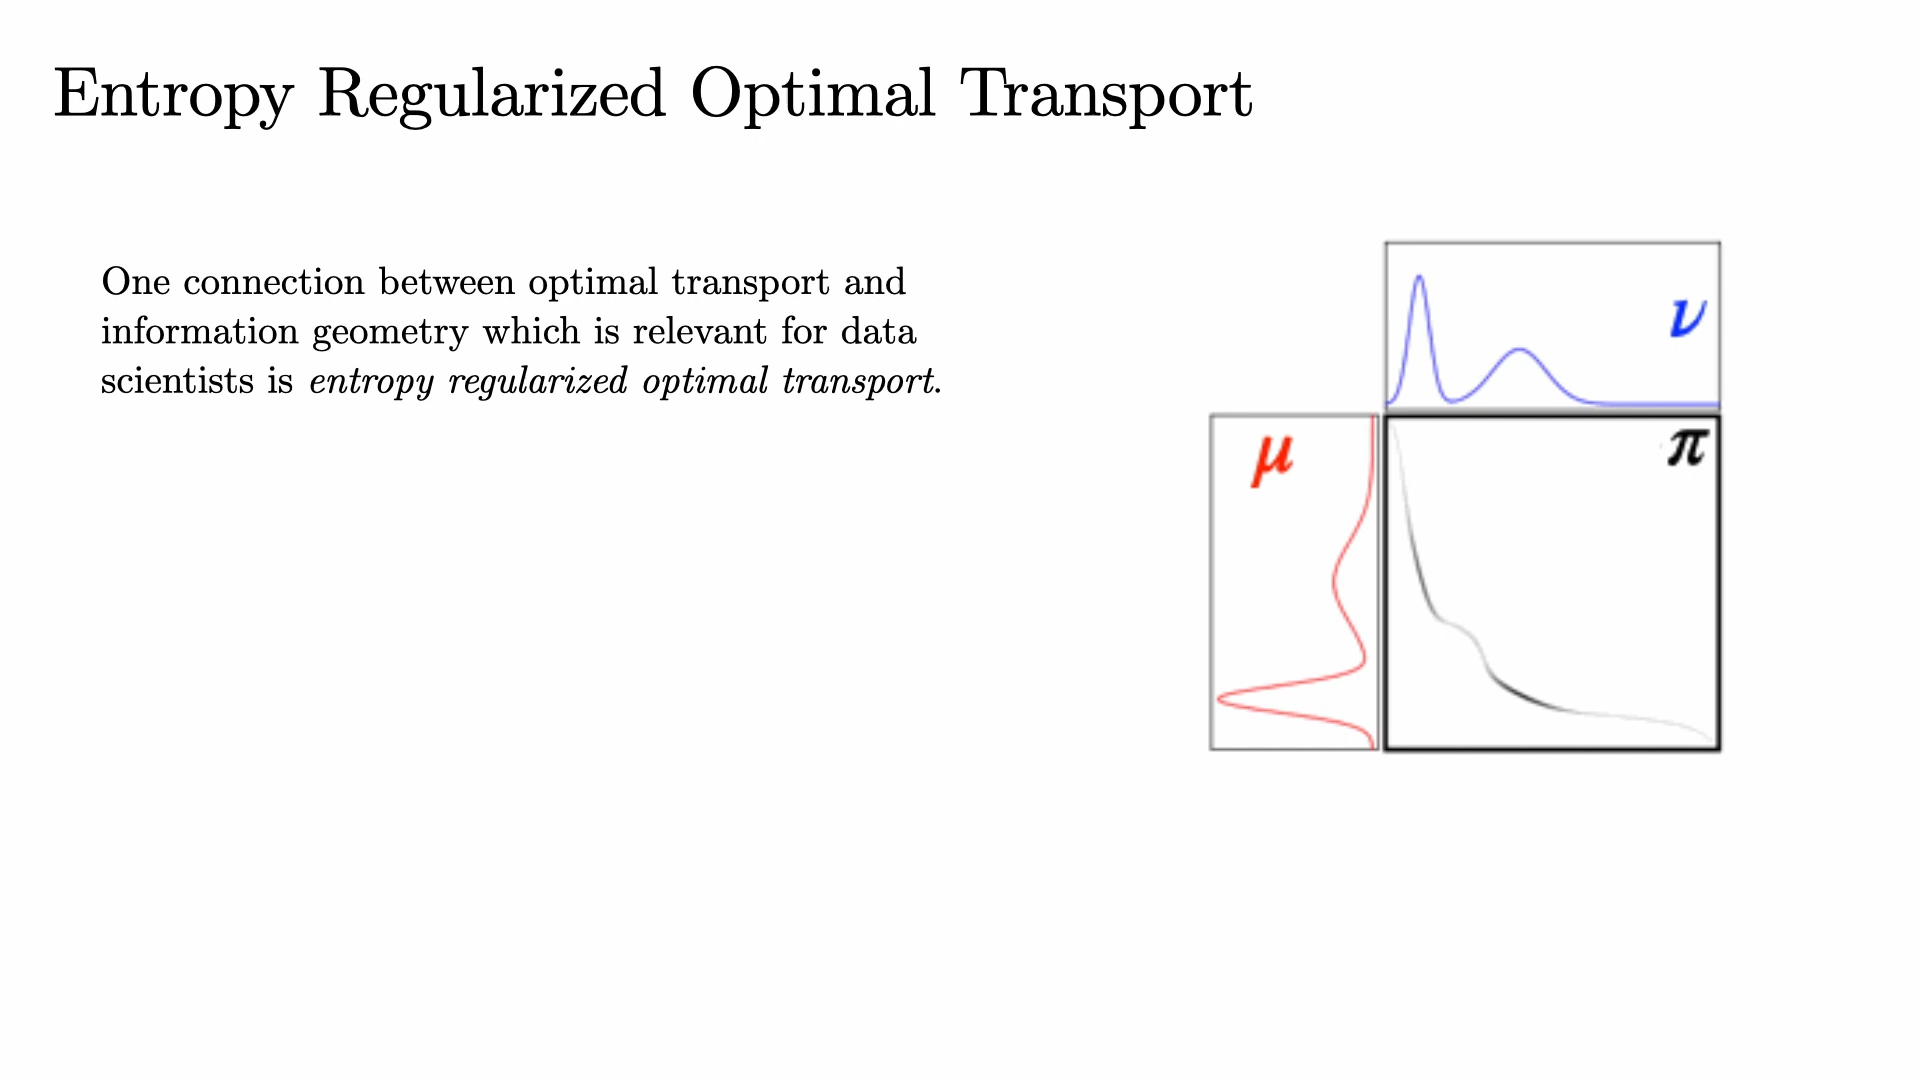 Entropy Regularized Optimal Transport
One connection between optimal transport and
information geometry which is relevant for data
scientists is entropy regularized optimal transport.
ν
μ
π